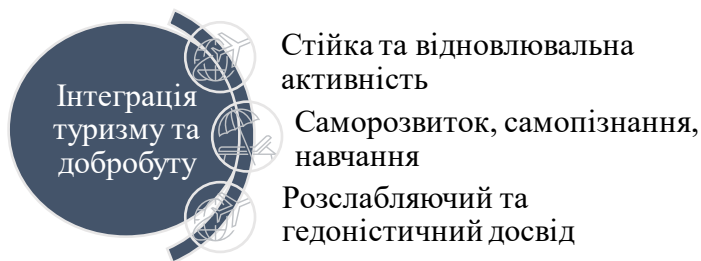 Інтеграція
туризму та
добробуту
Стійка та відновлювальна
активність
Саморозвиток, самопізнання,
навчання
Розслабляючий та
гедоністичний досвід